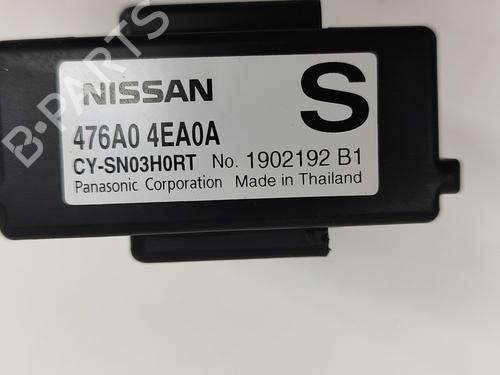 NISSAN
S
476A0 4EA0A
CY-SN03H0RT No. 1902192 B1
Panasonic Corporation Made in Thailand
B-PARTS